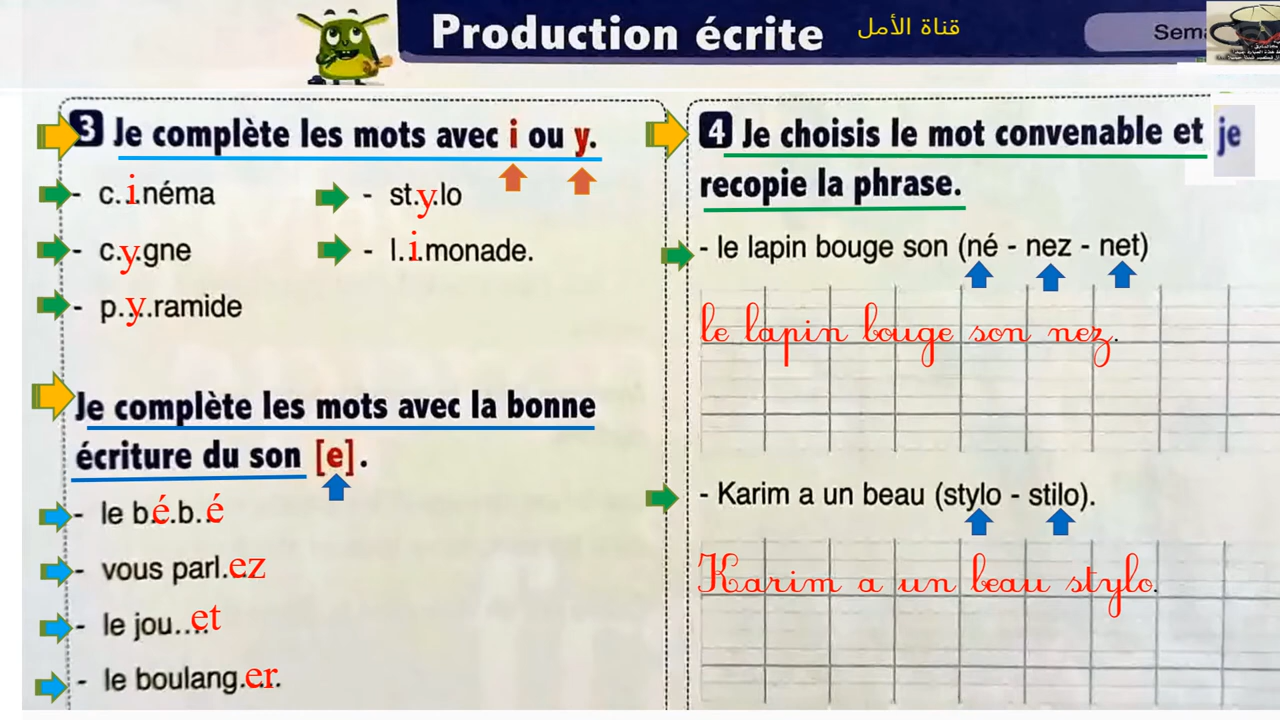 Production écrite
قناة الأمل
Sem
3 Je complète les mots avec i ou y.
- c..i.néma
- st.y.lo
- c.y.gne
- l.i.monade.
- p.y..ramide
Je complète les mots avec la bonne
écriture du son [e].
- le b.é.b..é
- vous parl.ez
- le jou....et
- le boulang.er.
4 Je choisis le mot convenable et je
recopie la phrase.
- le lapin bouge son (né - nez - net)
le lapin bouge son nez.
- Karim a un beau (stylo - stilo).
Karim a un beau stylo.